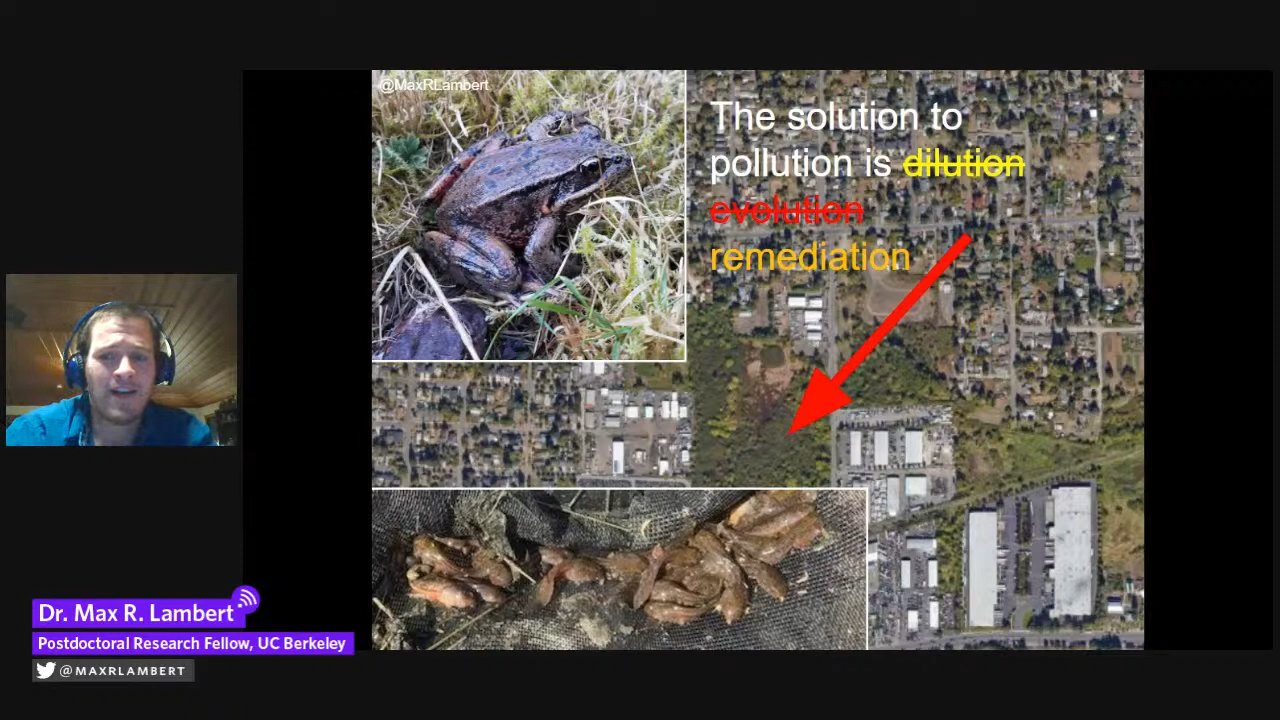 @MaxRLambert
The solution to
pollution is dilution
evolution
remediation
Dr. Max R. Lambert
Postdoctoral Research Fellow, UC Berkeley
@MAXRLAMBERT